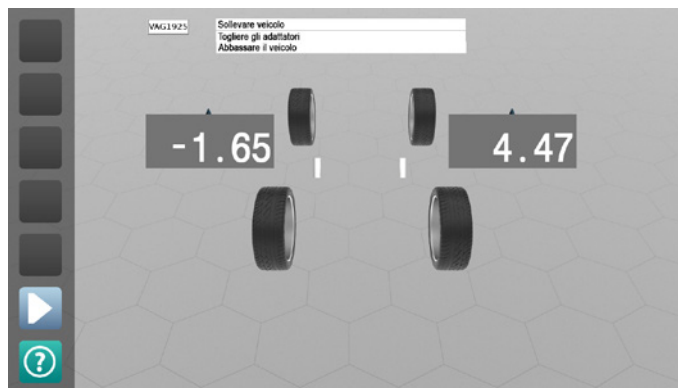 VAG1925
Sollevare veicolo
Togliere gli adattatori
Abbassare il veicolo
-1.65
4.47
?